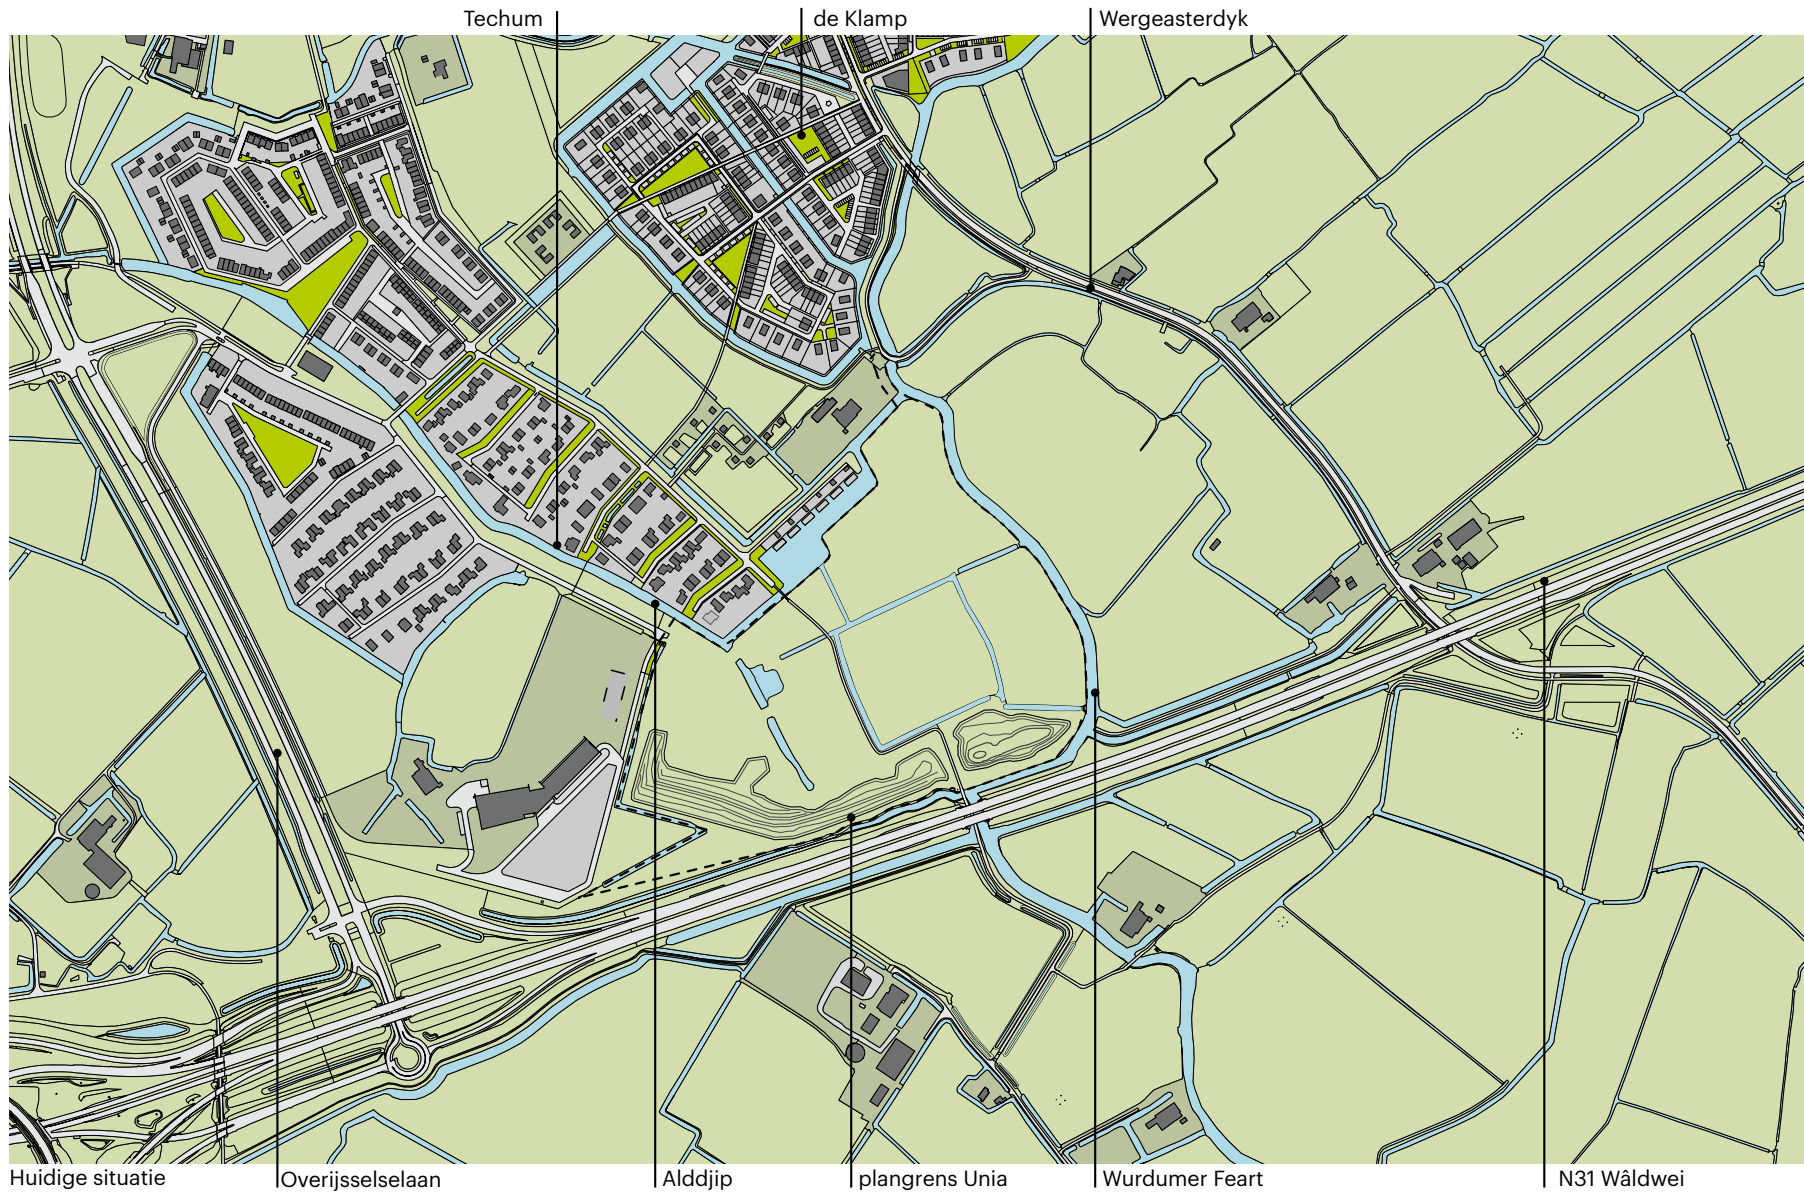 Techum
de Klamp
Wergeasterdyk
Huidige situatie
Overijsselselaan
Alddjip
plangrens Unia
Wurdumer Feart
N31 Wâldwei